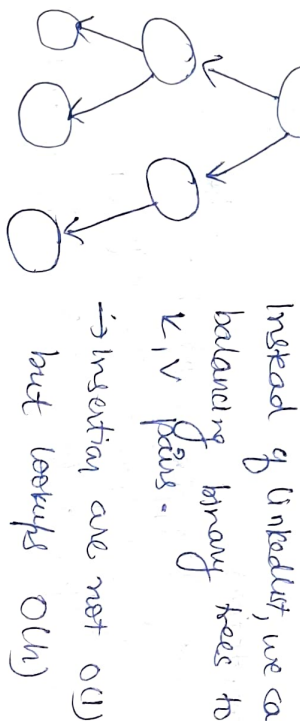 Instead of linkedlist, we ca
balancing binary trees to
K,V pairs.
→ Insertion are not O(1)
but lookups O(h)